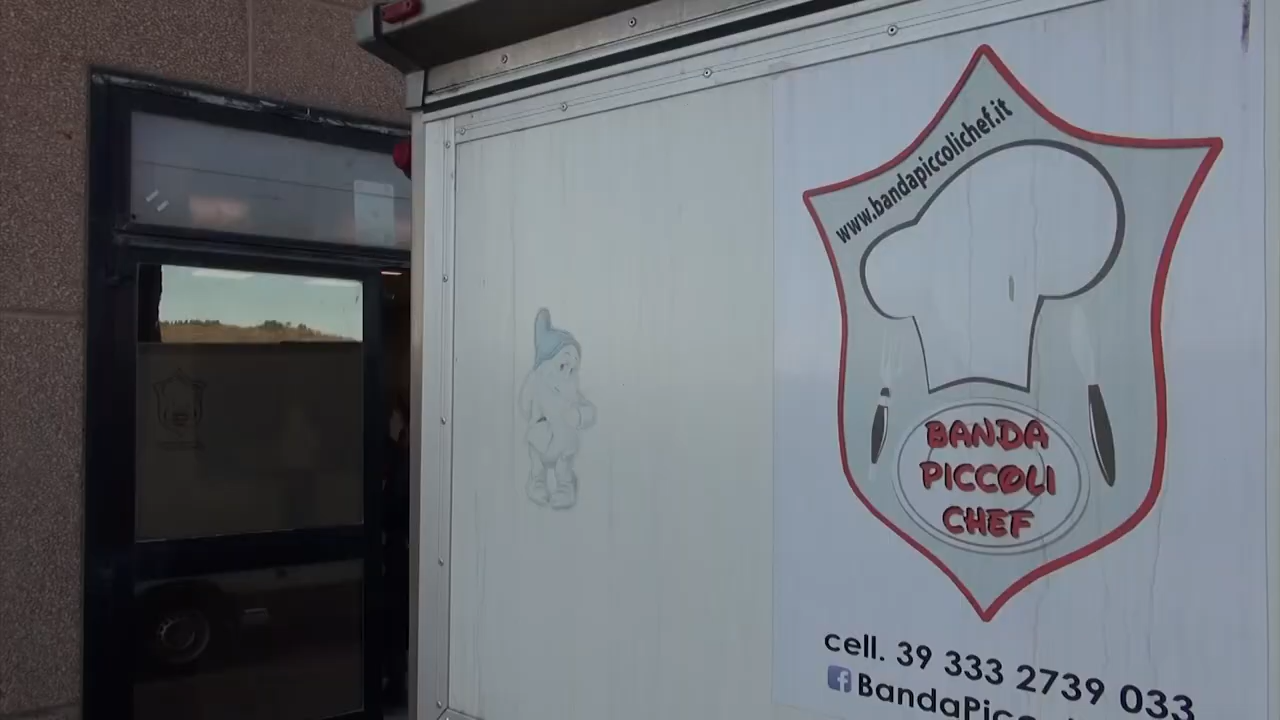 www.bandapiccolichef.it
BANDA
PICCOLI
CHEF
cell. 39 333 2739 033